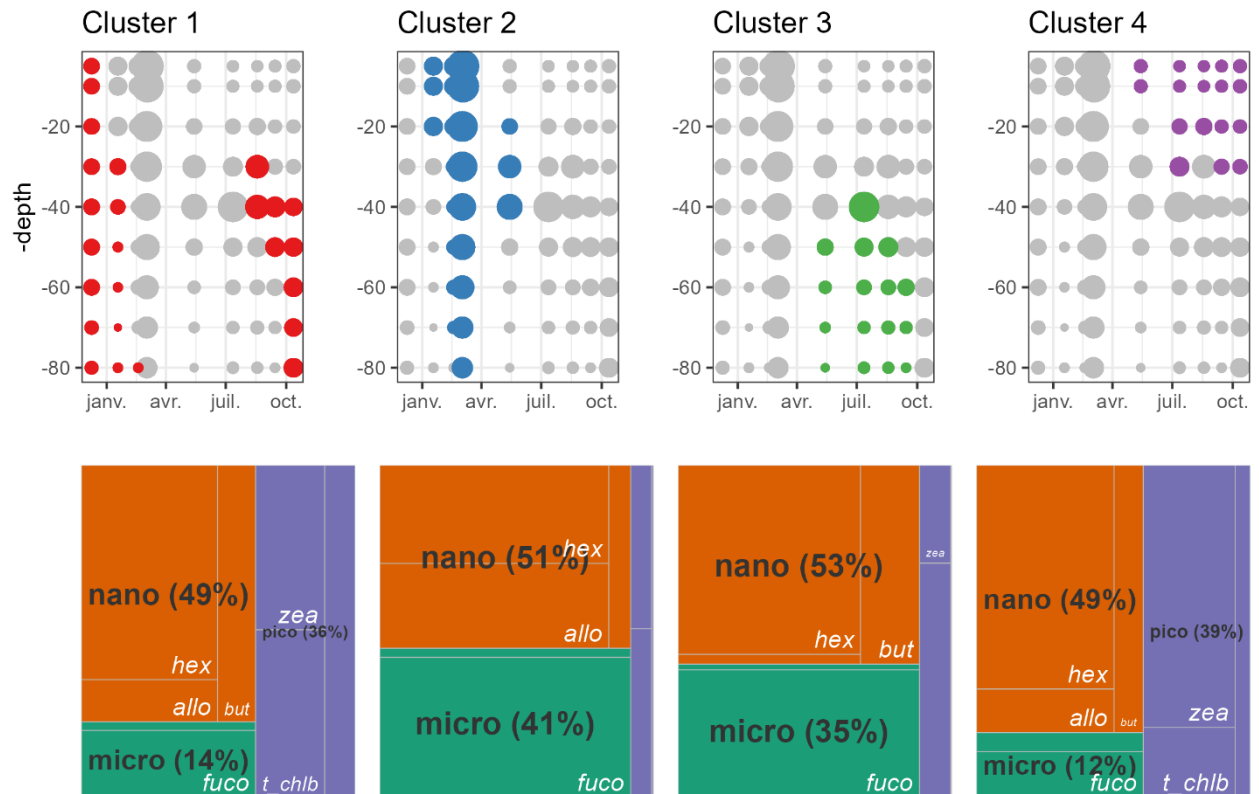 Cluster 1
Cluster 2
Cluster 3
Cluster 4
-depth
-20
-40
-60
-80
janv. avr. juil. oct.
-20
-40
-60
-80
janv. avr. juil. oct.
-20
-40
-60
-80
janv. avr. juil. oct.
-20
-40
-60
-80
janv. avr. juil. oct.
nano (49%)
hex
allo
but
zea
pico (36%)
t_chlb
micro (14%)
fuco
nano (51%)
hex
allo
micro (41%)
fuco
nano (53%)
hex
but
zea
micro (35%)
fuco
nano (49%)
hex
allo
but
pico (39%)
zea
t_chlb
micro (12%)
fuco